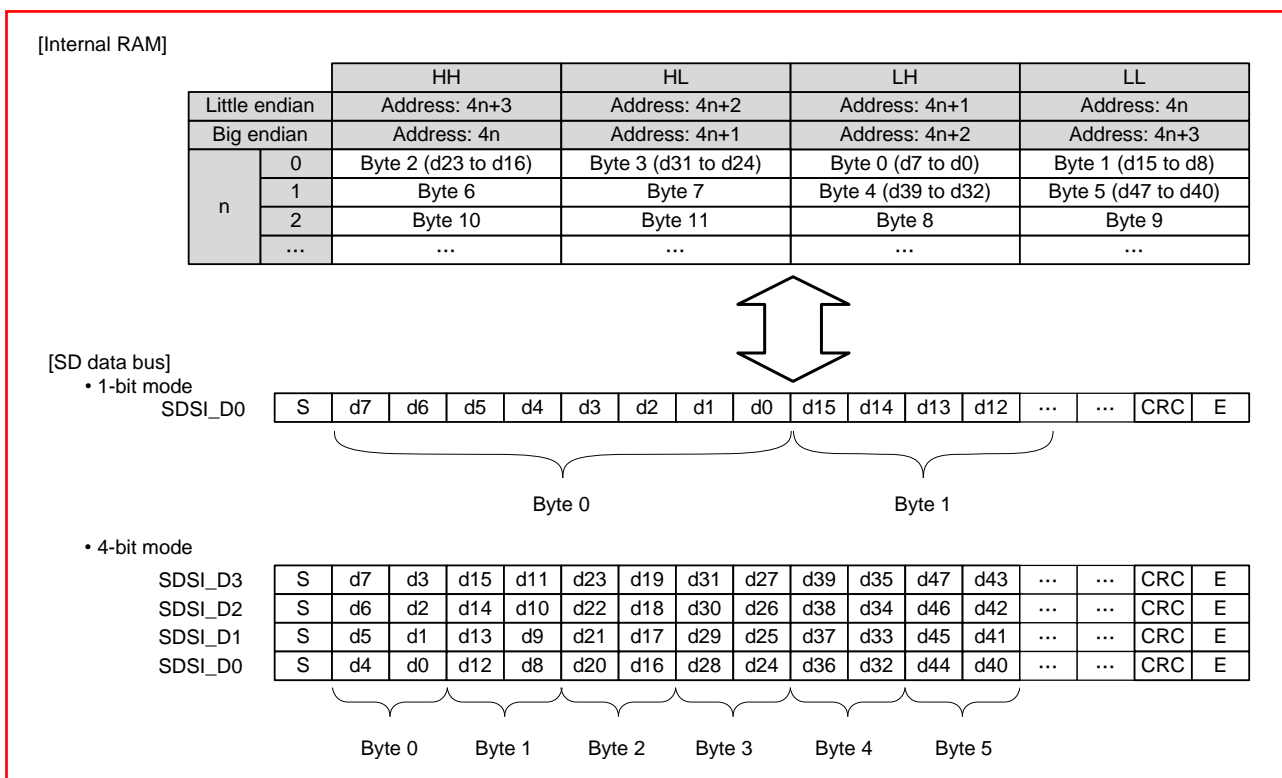 [Internal RAM]
HH HL LH LL
Little endian Address: 4n+3 Address: 4n+2 Address: 4n+1 Address: 4n
Big endian Address: 4n Address: 4n+1 Address: 4n+2 Address: 4n+3
n 0 Byte 2 (d23 to d16) Byte 3 (d31 to d24) Byte 0 (d7 to d0) Byte 1 (d15 to d8)
1 Byte 6 Byte 7 Byte 4 (d39 to d32) Byte 5 (d47 to d40)
2 Byte 10 Byte 11 Byte 8 Byte 9
… … … … …
[SD data bus]
• 1-bit mode
SDSI_D0 S d7 d6 d5 d4 d3 d2 d1 d0 d15 d14 d13 d12 … … CRC E
Byte 0 Byte 1
• 4-bit mode
SDSI_D3 S d7 d3 d15 d11 d23 d19 d31 d27 d39 d35 d47 d43 … … CRC E
SDSI_D2 S d6 d2 d14 d10 d22 d18 d30 d26 d38 d34 d46 d42 … … CRC E
SDSI_D1 S d5 d1 d13 d9 d21 d17 d29 d25 d37 d33 d45 d41 … … CRC E
SDSI_D0 S d4 d0 d12 d8 d20 d16 d28 d24 d36 d32 d44 d40 … … CRC E
Byte 0 Byte 1 Byte 2 Byte 3 Byte 4 Byte 5